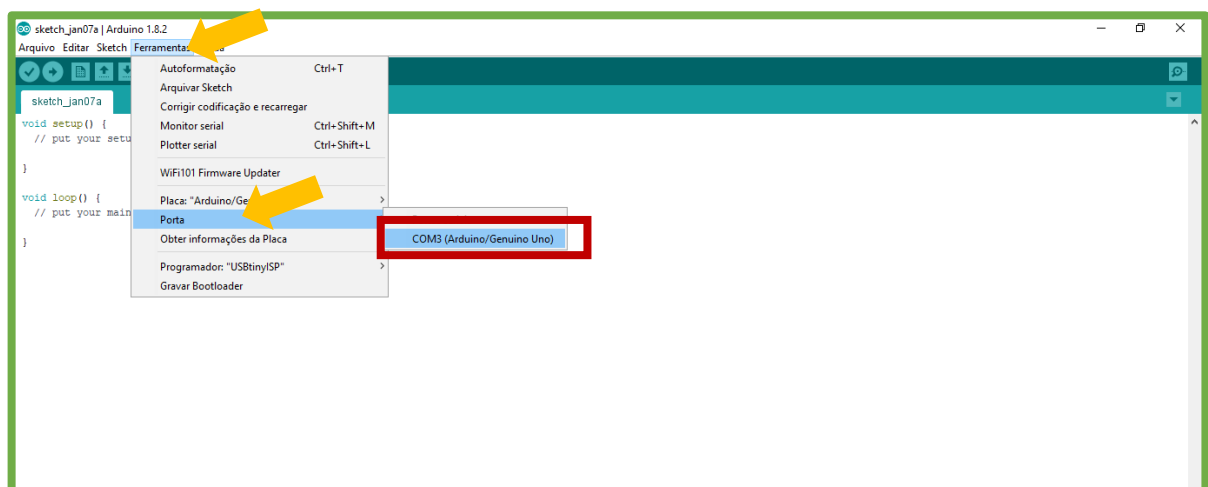 sketch_jan07a | Arduino 1.8.2
Arquivo Editar Sketch Ferramentas
sketch_jan07a
void setup() {
// put your setu
}
void loop() {
// put your main
}
Autoformatação Ctrl+T
Arquivar Sketch
Corrigir codificação e recarregar
Monitor serial Ctrl+Shift+M
Plotter serial Ctrl+Shift+L
WiFi101 Firmware Updater
Placa: "Arduino/Ge
Porta
Obter informações da Placa
Programador: "USBtinyISP"
Gravar Bootloader
COM3 (Arduino/Genuino Uno)